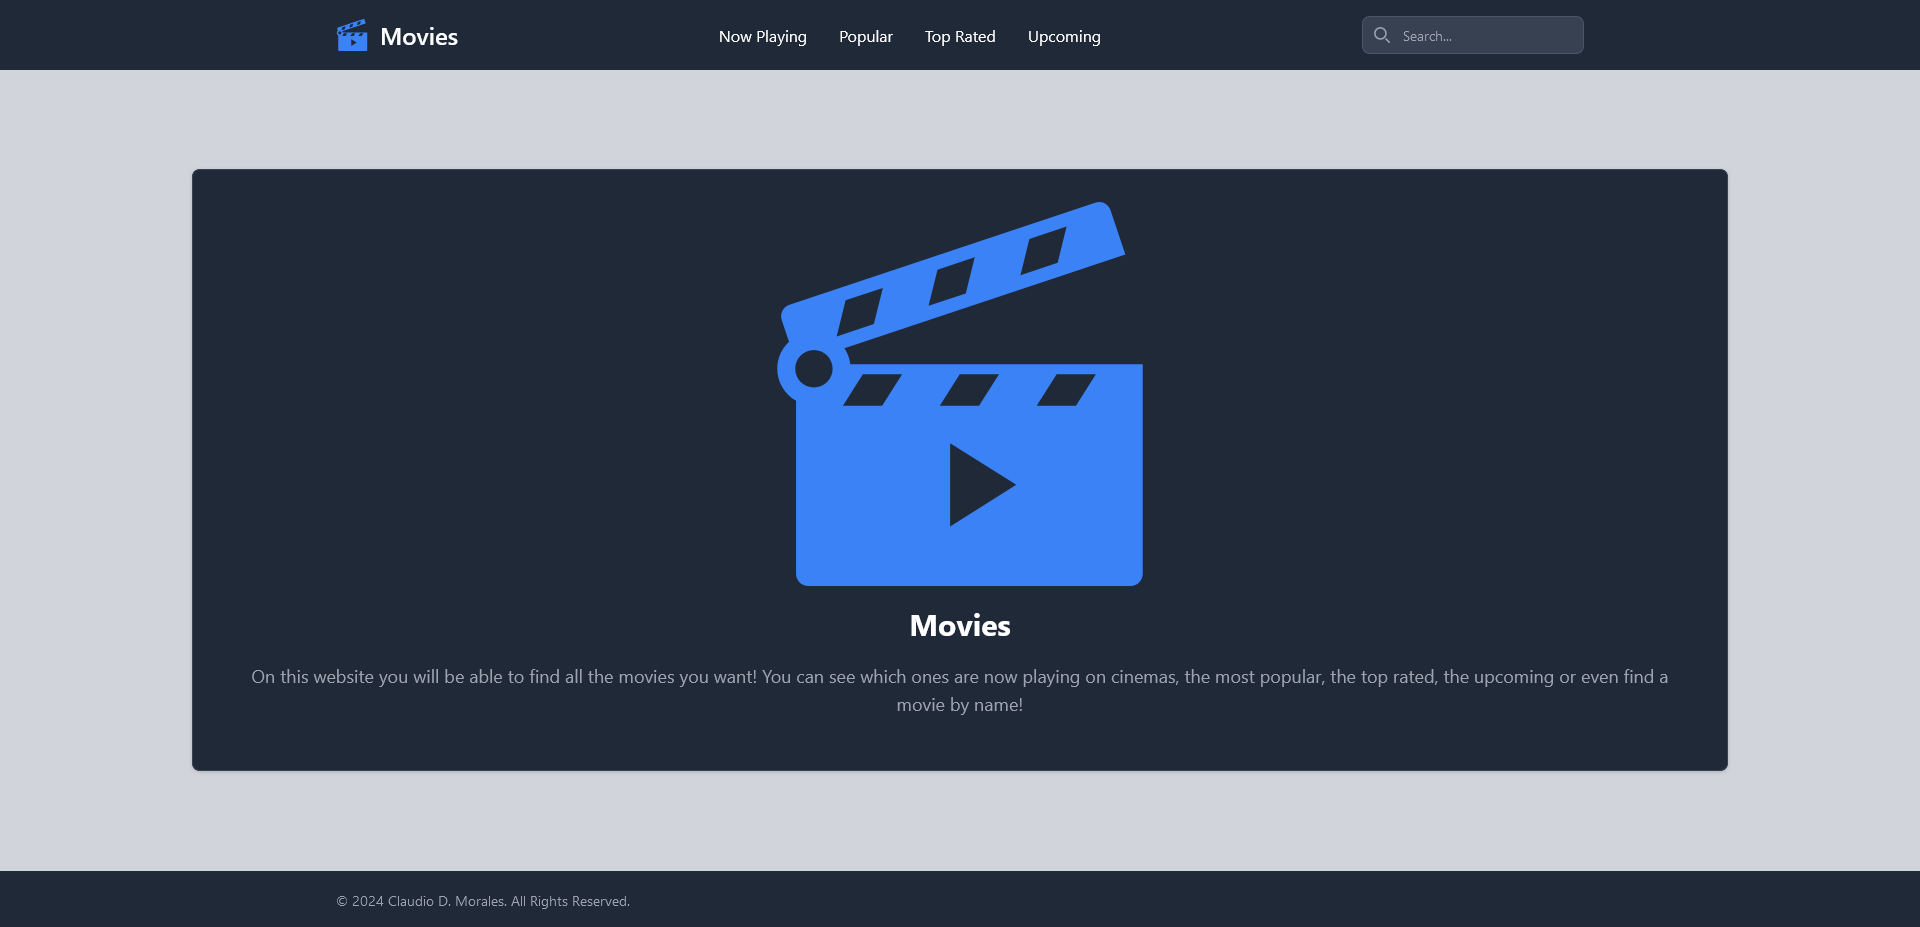 Movies
Now Playing
Popular
Top Rated
Upcoming
Search...
Movies
On this website you will be able to find all the movies you want! You can see which ones are now playing on cinemas, the most popular, the top rated, the upcoming or even find a
movie by name!
© 2024 Claudio D. Morales. All Rights Reserved.